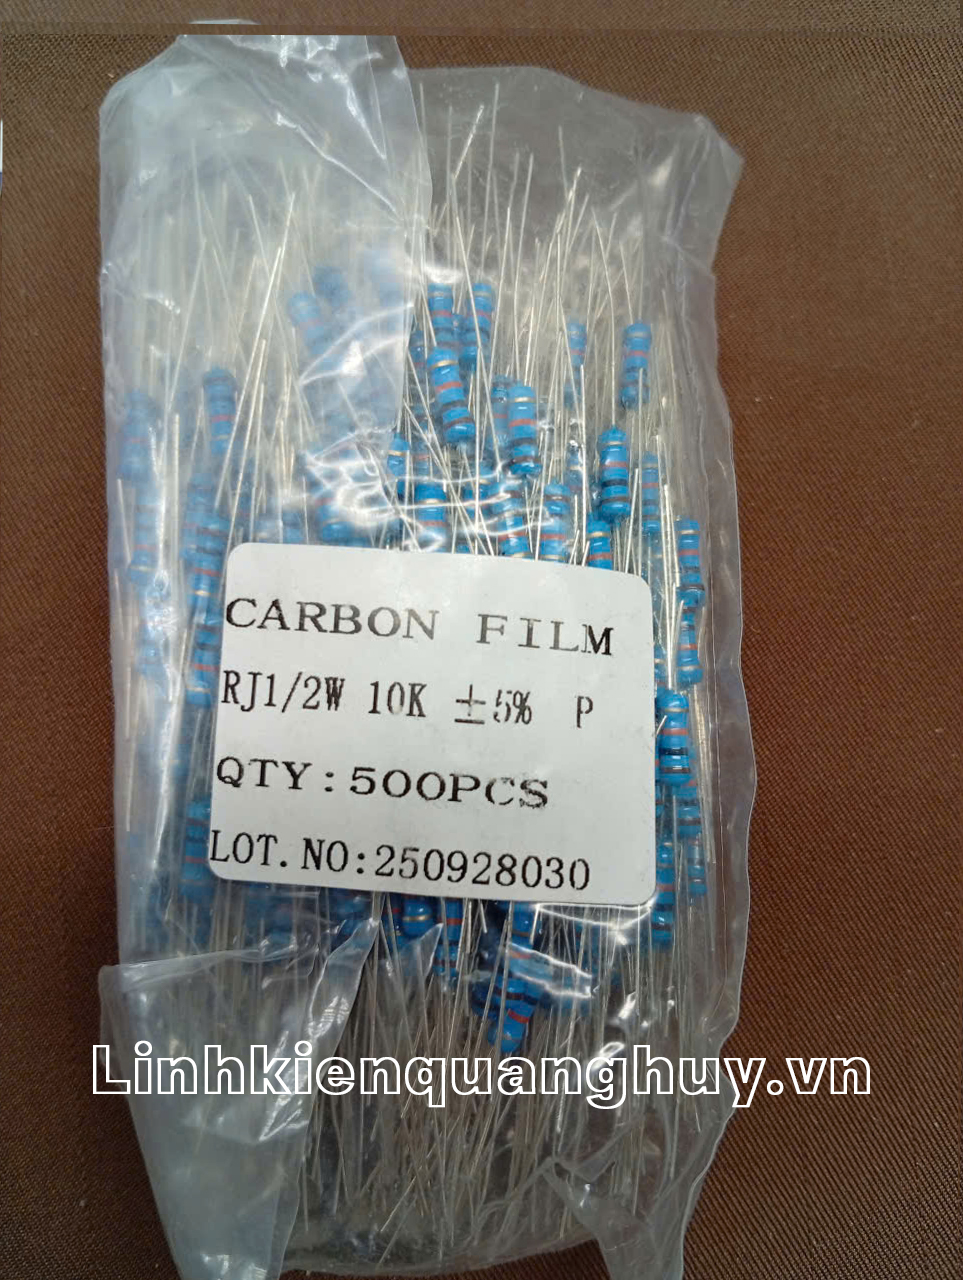 CARBON FILM
RJ1/2W 10K ±5% P
QTY:500PCS
LOT.NO:250928030
Linhkienquanghuy.vn